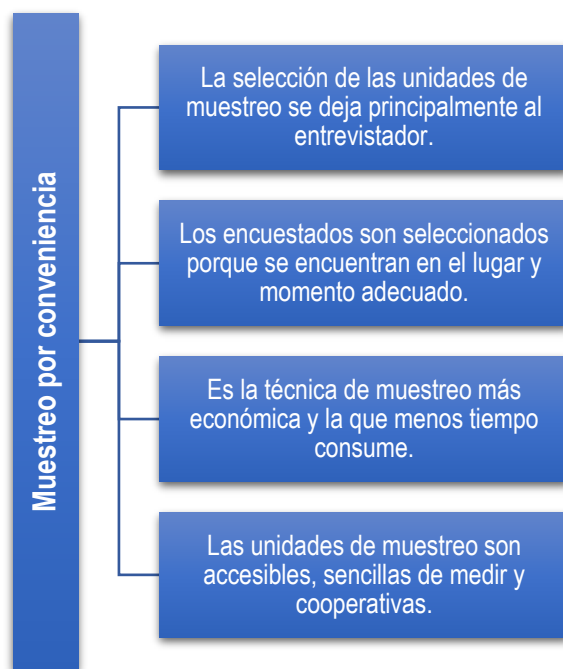 Muestreo por conveniencia
La selección de las unidades de
muestreo se deja principalmente al
entrevistador.
Los encuestados son seleccionados
porque se encuentran en el lugar y
momento adecuado.
Es la técnica de muestreo más
económica y la que menos tiempo
consume.
Las unidades de muestreo son
accesibles, sencillas de medir y
cooperativas.